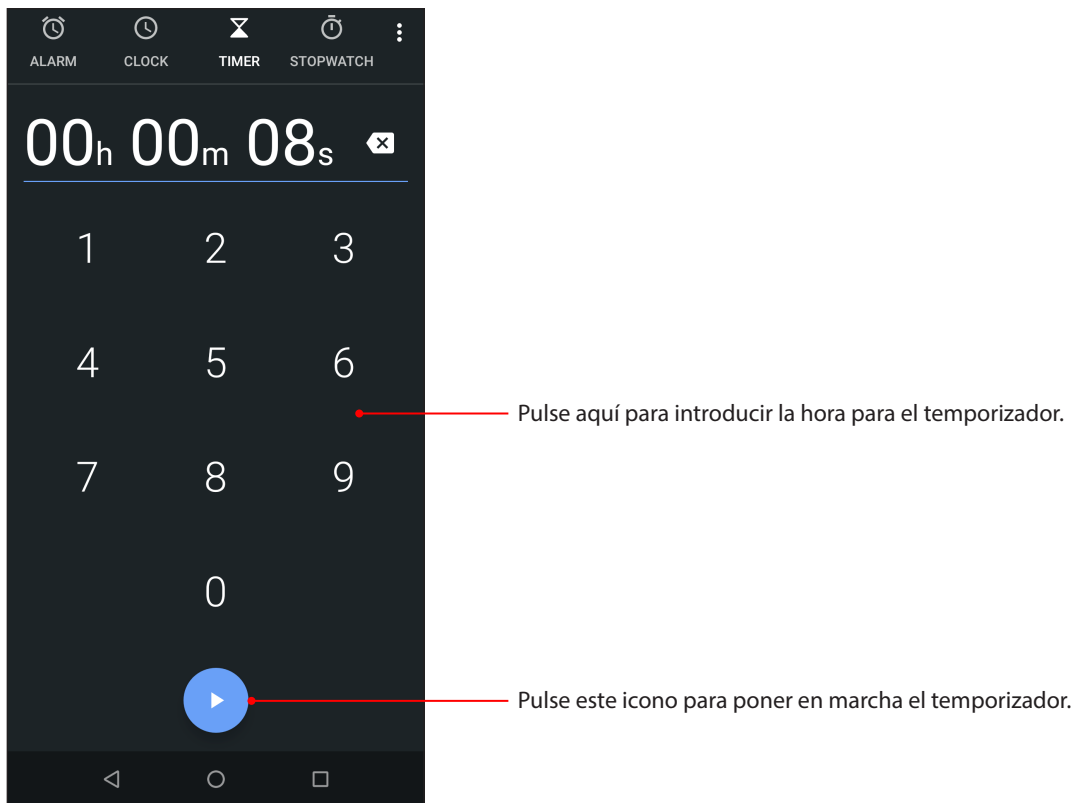 ALARM CLOCK TIMER STOPWATCH
00h 00m 08s
1 2 3
4 5 6
Pulse aquí para introducir la hora para el temporizador.
7 8 9
0
Pulse este icono para poner en marcha el temporizador.